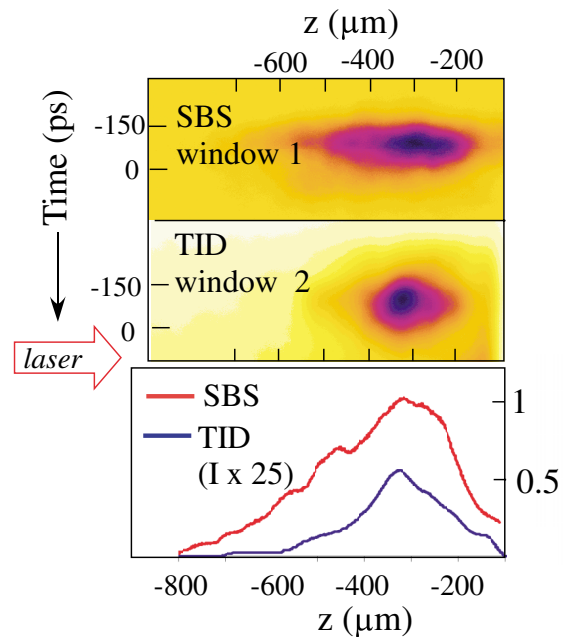 z (μm)
-600 -400 -200
Time (ps)
-150
0
SBS
window 1
TID
window 2
-150
0
laser
SBS
TID
(I x 25)
1
0.5
-800 -600 -400 -200
z (μm)